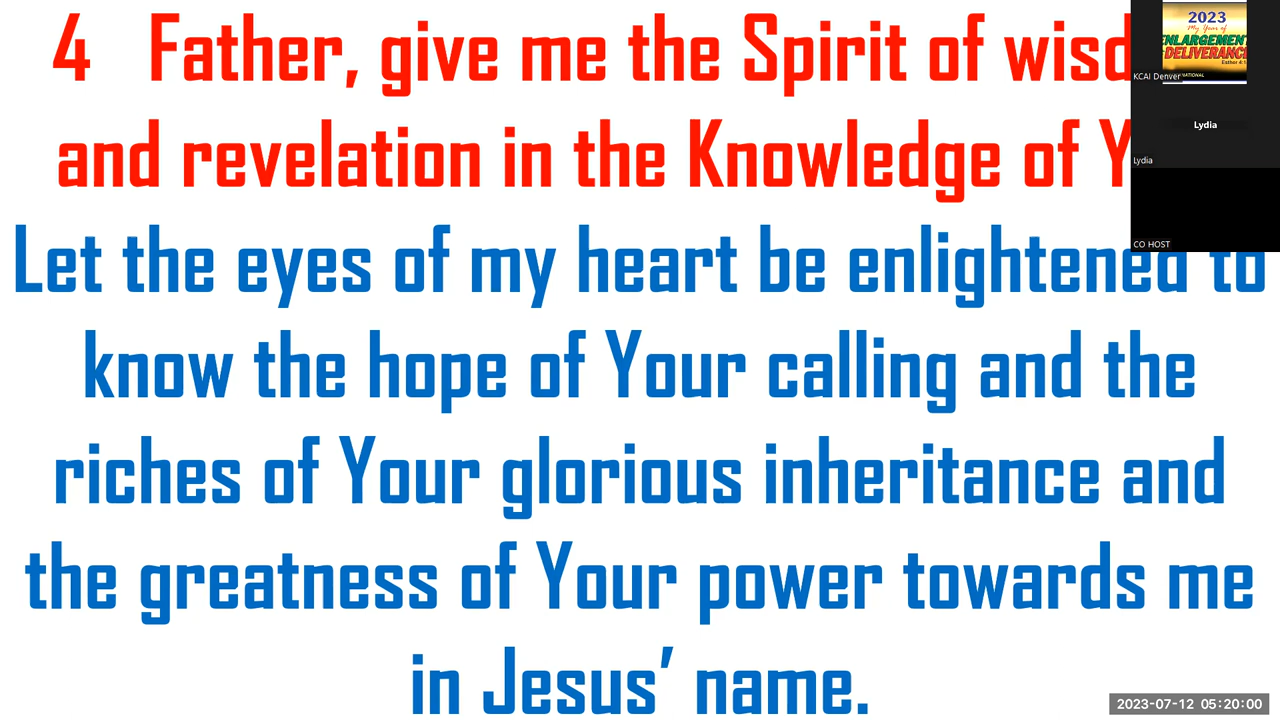 4 Father, give me the Spirit of
and revelation in the Knowledge of
Let the eyes of my heart be enlightened to
know the hope of Your calling and the
riches of Your glorious inheritance and
the greatness of Your power towards me
in Jesus’ name.
2023
My Years of
ENLARGEMENT
DELIVERANCE
KCAI Denver
Lydia
Lydia
CO HOST
2023-07-12 05:20:00